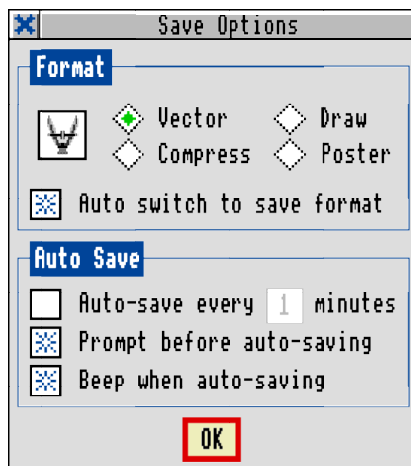 Save Options
Format
Vector
Draw
Compress
Poster
Auto switch to save format
Auto Save
Auto-save every 1 minutes
Prompt before auto-saving
Beep when auto-saving
OK